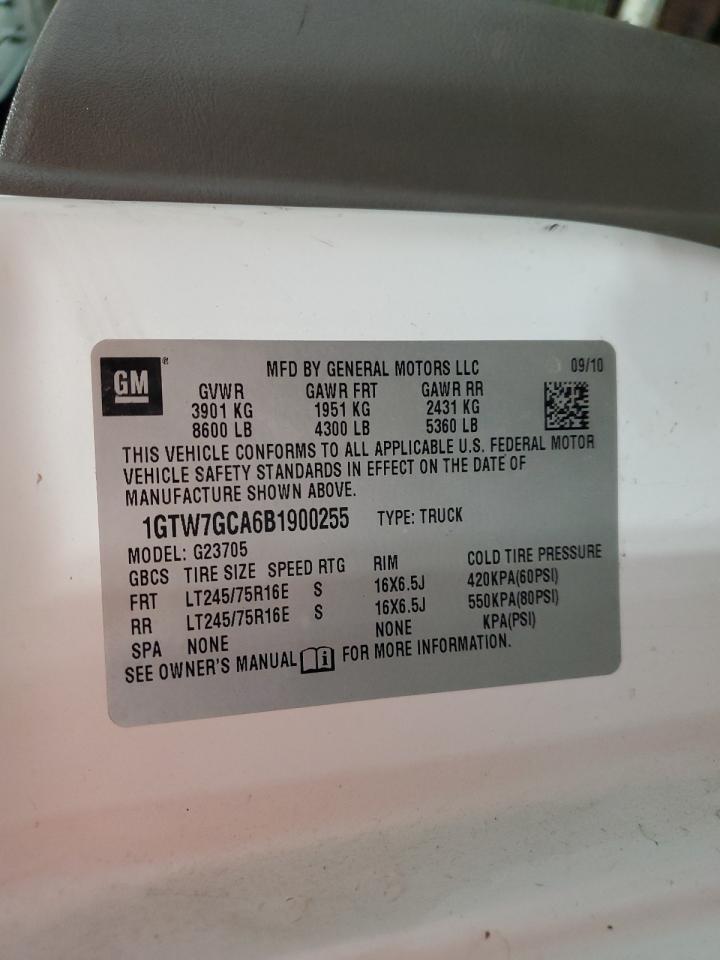 GM ® MFD BY GENERAL MOTORS LLC 09/10
GVWR GAWR FRT GAWR RR
3901 KG 1951 KG 2431 KG
8600 LB 4300 LB 5360 LB
THIS VEHICLE CONFORMS TO ALL APPLICABLE U.S. FEDERAL MOTOR
VEHICLE SAFETY STANDARDS IN EFFECT ON THE DATE OF
MANUFACTURE SHOWN ABOVE.
1GTW7GCA6B1900255 TYPE: TRUCK
MODEL: G23705
GBCS TIRE SIZE SPEED RTG RIM COLD TIRE PRESSURE
FRT LT245/75R16E S 16X6.5J 420KPA(60PSI)
RR LT245/75R16E S 16X6.5J 550KPA(80PSI)
SPA NONE NONE KPA(PSI)
SEE OWNER'S MANUAL i FOR MORE INFORMATION.